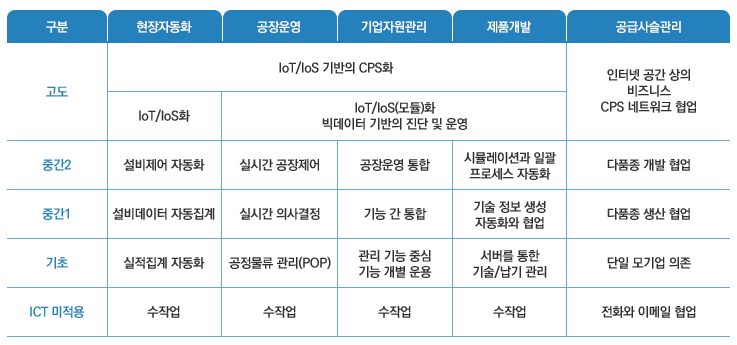 구분 현장자동화 공장운영 기업자원관리 제품개발 공급사슬관리
고도
IoT/IoS 기반의 CPS화
IoT/IoS화
IoT/IoS(모듈)화
빅데이터 기반의 진단 및 운영
인터넷 공간 상의
비즈니스
CPS 네트워크 협업
중간2
설비제어 자동화
실시간 공장제어
공장운영 통합
시뮬레이션과 일괄
프로세스 자동화
다품종 개발 협업
중간1
설비데이터 자동집계
실시간 의사결정
기능 간 통합
기술 정보 생성
자동화와 협업
다품종 생산 협업
기초
실적집계 자동화
공정물류 관리(POP)
관리 기능 중심
기능 개별 운용
서버를 통한
기술/납기 관리
단일 모기업 의존
ICT 미적용
수작업
수작업
수작업
수작업
전화와 이메일 협업